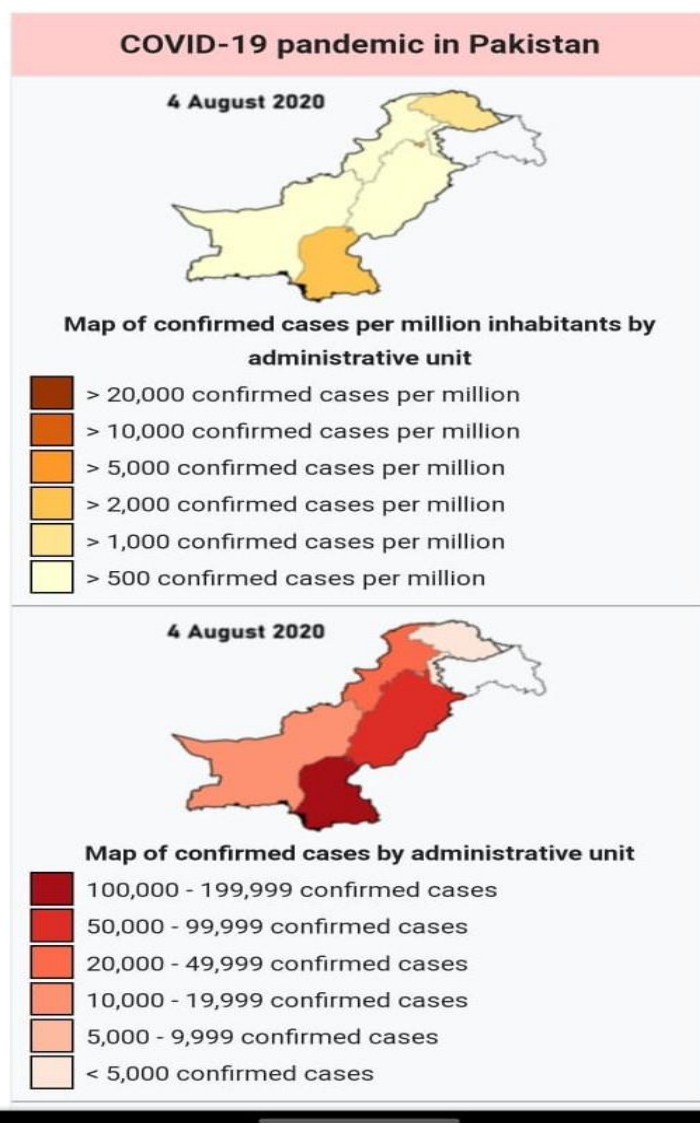 COVID-19 pandemic in Pakistan
4 August 2020
Map of confirmed cases per million inhabitants by
administrative unit
> 20,000 confirmed cases per million
> 10,000 confirmed cases per million
> 5,000 confirmed cases per million
> 2,000 confirmed cases per million
> 1,000 confirmed cases per million
> 500 confirmed cases per million
4 August 2020
Map of confirmed cases by administrative unit
100,000 - 199,999 confirmed cases
50,000 - 99,999 confirmed cases
20,000 - 49,999 confirmed cases
10,000 - 19,999 confirmed cases
5,000 - 9,999 confirmed cases
< 5,000 confirmed cases